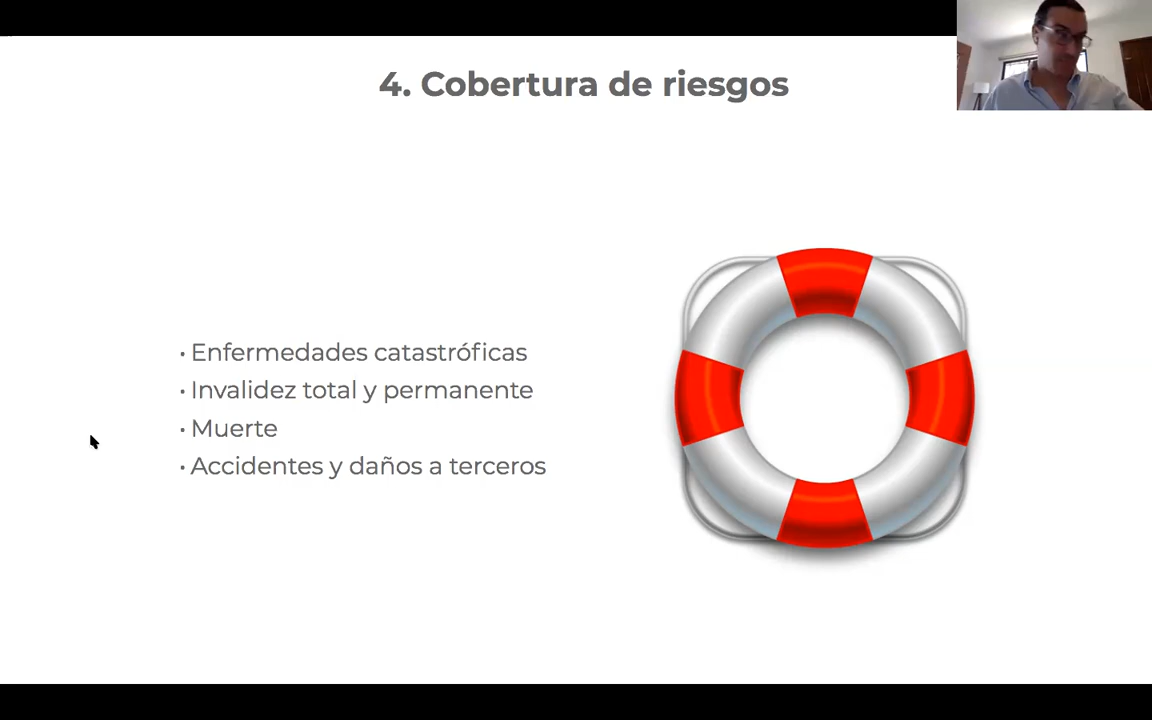 4. Cobertura de riesgos
• Enfermedades catastróficas
• Invalidez total y permanente
• Muerte
• Accidentes y daños a terceros